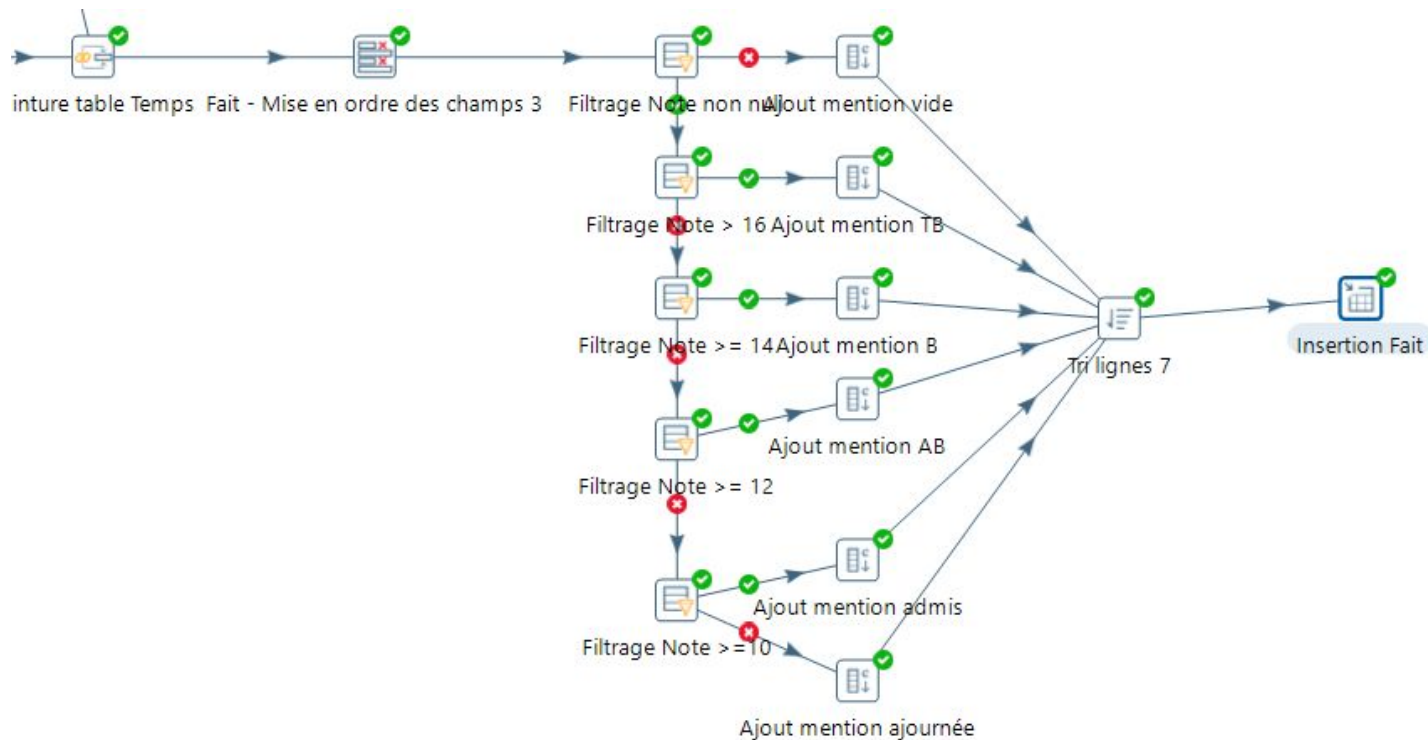 inture table Temps
Fait - Mise en ordre des champs 3
Filtrage Note non nul
Ajout mention vide
Filtrage Note > 16
Ajout mention TB
Filtrage Note >= 14
Ajout mention B
Tri lignes 7
Insertion Fait
Ajout mention AB
Filtrage Note >= 12
Ajout mention admis
Filtrage Note >=10
Ajout mention ajournée